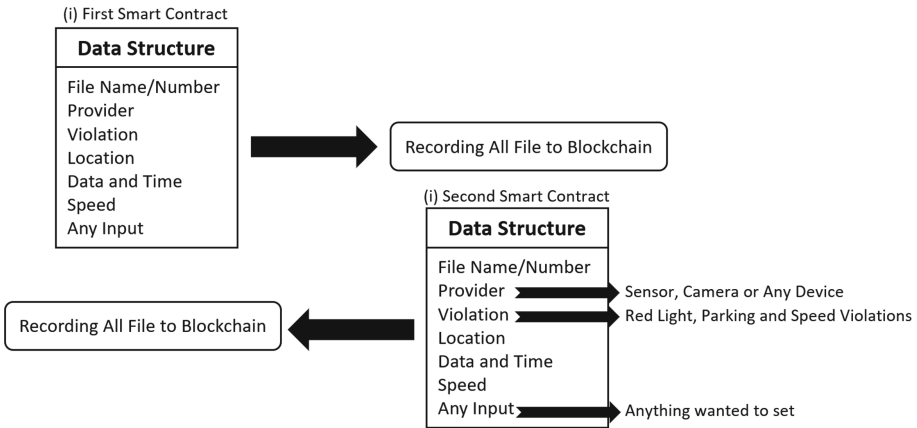 (i) First Smart Contract
Data Structure
File Name/Number
Provider
Violation
Location
Data and Time
Speed
Any Input
Recording All File to Blockchain
(i) Second Smart Contract
Data Structure
File Name/Number
Provider
Sensor, Camera or Any Device
Violation
Red Light, Parking and Speed Violations
Location
Data and Time
Speed
Any Input
Anything wanted to set
Recording All File to Blockchain